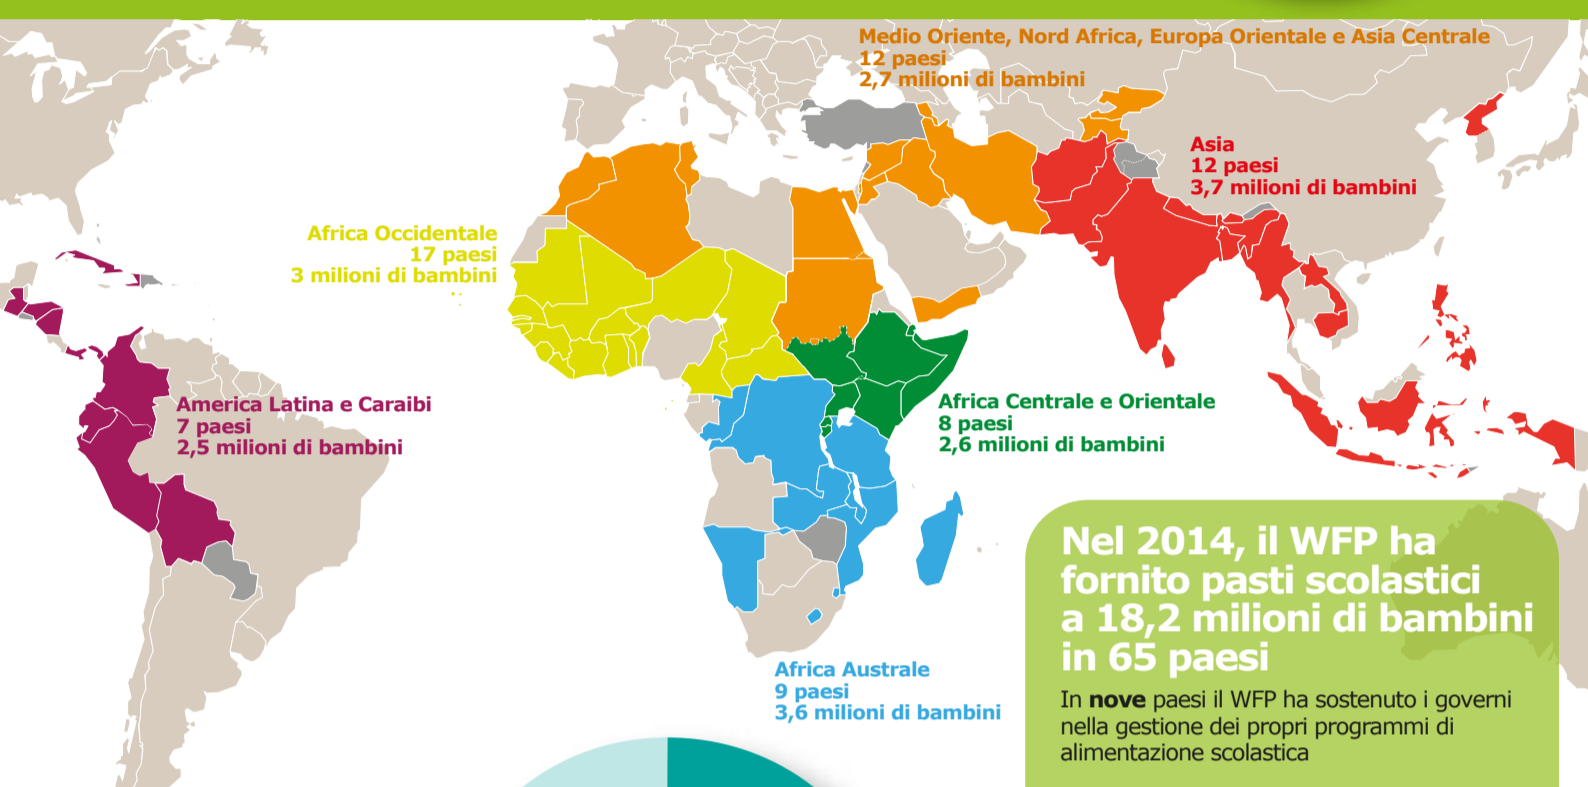 Medio Oriente, Nord Africa, Europa Orientale e Asia Centrale
12 paesi
2,7 milioni di bambini
Asia
12 paesi
3,7 milioni di bambini
Africa Occidentale
17 paesi
3 milioni di bambini
America Latina e Caraibi
7 paesi
2,5 milioni di bambini
Africa Centrale e Orientale
8 paesi
2,6 milioni di bambini
Africa Australe
9 paesi
3,6 milioni di bambini
Nel 2014, il WFP ha
fornito pasti scolastici
a 18,2 milioni di bambini
in 65 paesi
In nove paesi il WFP ha sostenuto i governi
nella gestione dei propri programmi di
alimentazione scolastica